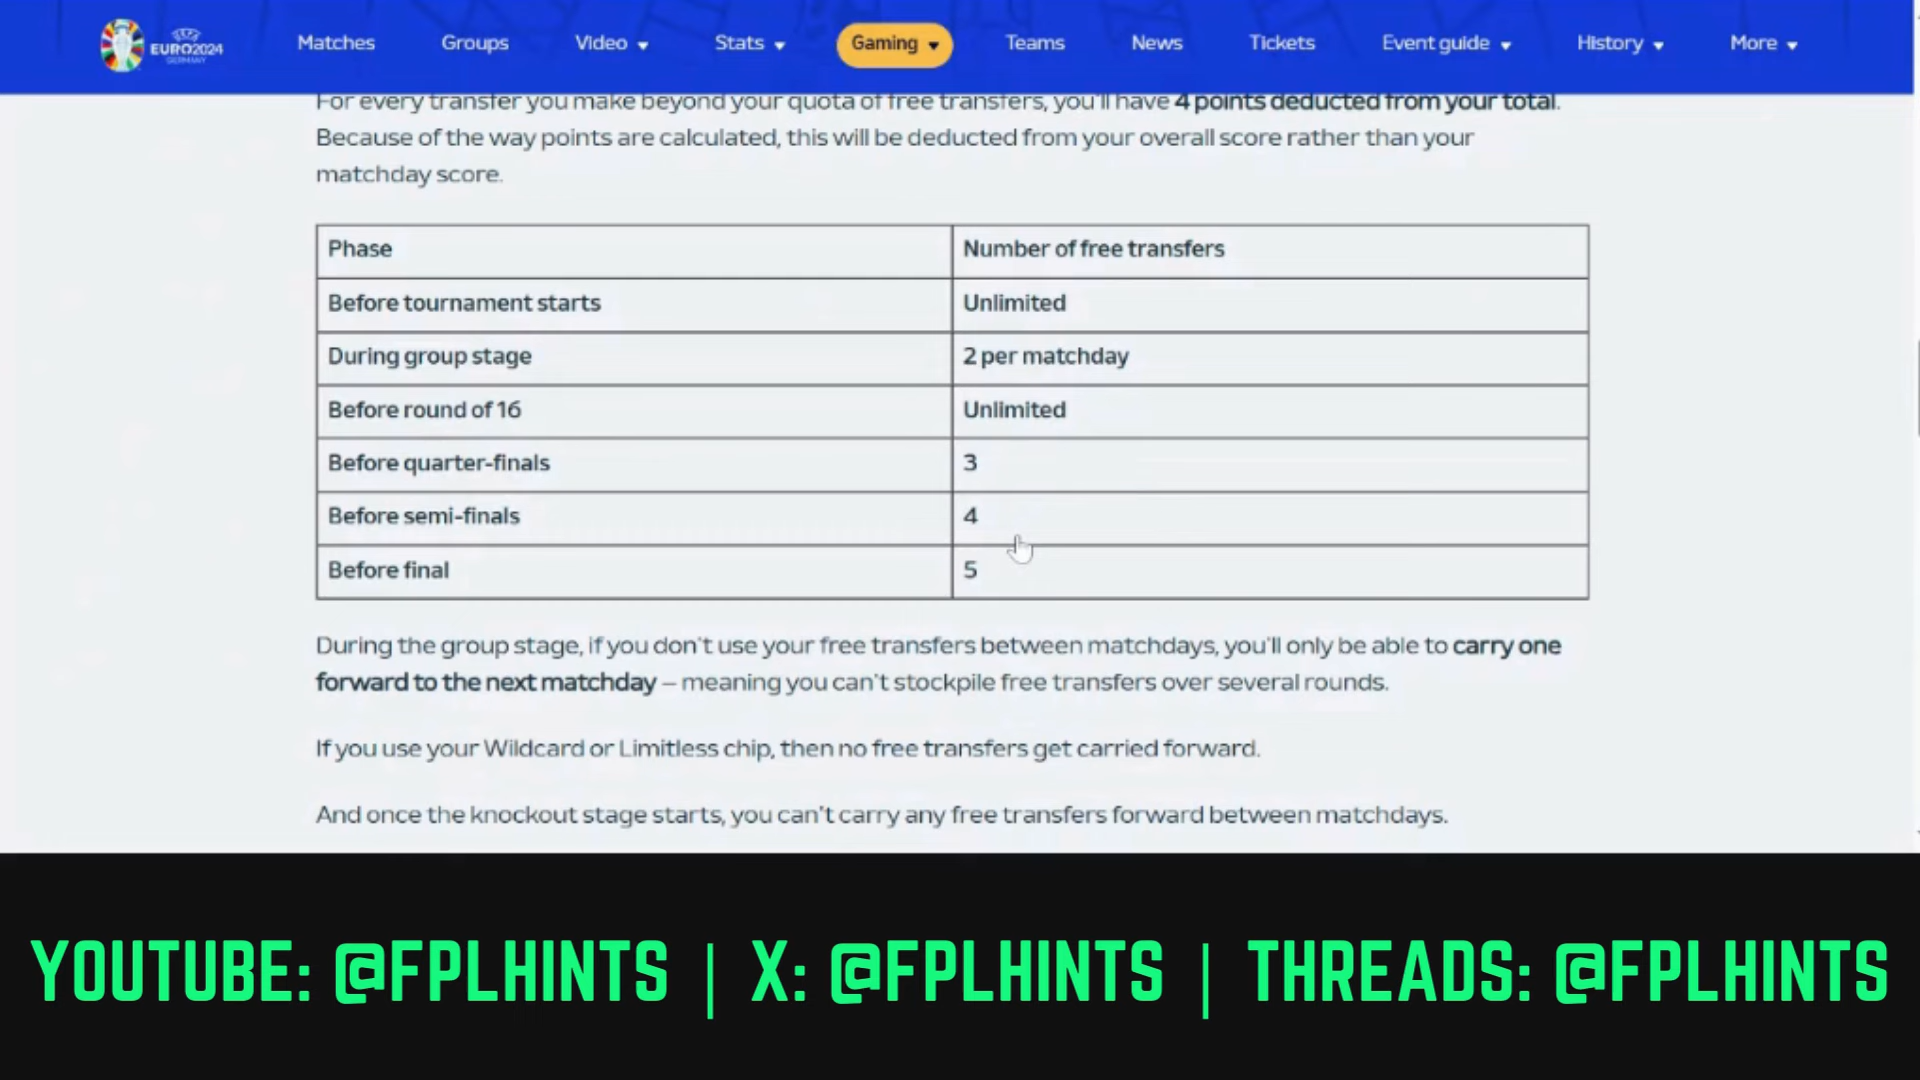 UEFA EURO2024 GERMANY
Matches Groups Video Stats Gaming Teams News Tickets Event guide History More
For every transfer you make beyond your quota of free transfers, you'll have 4 points deducted from your total.
Because of the way points are calculated, this will be deducted from your overall score rather than your
matchday score.
Phase Number of free transfers
Before tournament starts Unlimited
During group stage 2 per matchday
Before round of 16 Unlimited
Before quarter-finals 3
Before semi-finals 4
Before final 5
During the group stage, if you don't use your free transfers between matchdays, you'll only be able to carry one
forward to the next matchday – meaning you can't stockpile free transfers over several rounds.
If you use your Wildcard or Limitless chip, then no free transfers get carried forward.
And once the knockout stage starts, you can't carry any free transfers forward between matchdays.
YOUTUBE: @FPLHINTS | X: @FPLHINTS | THREADS: @FPLHINTS